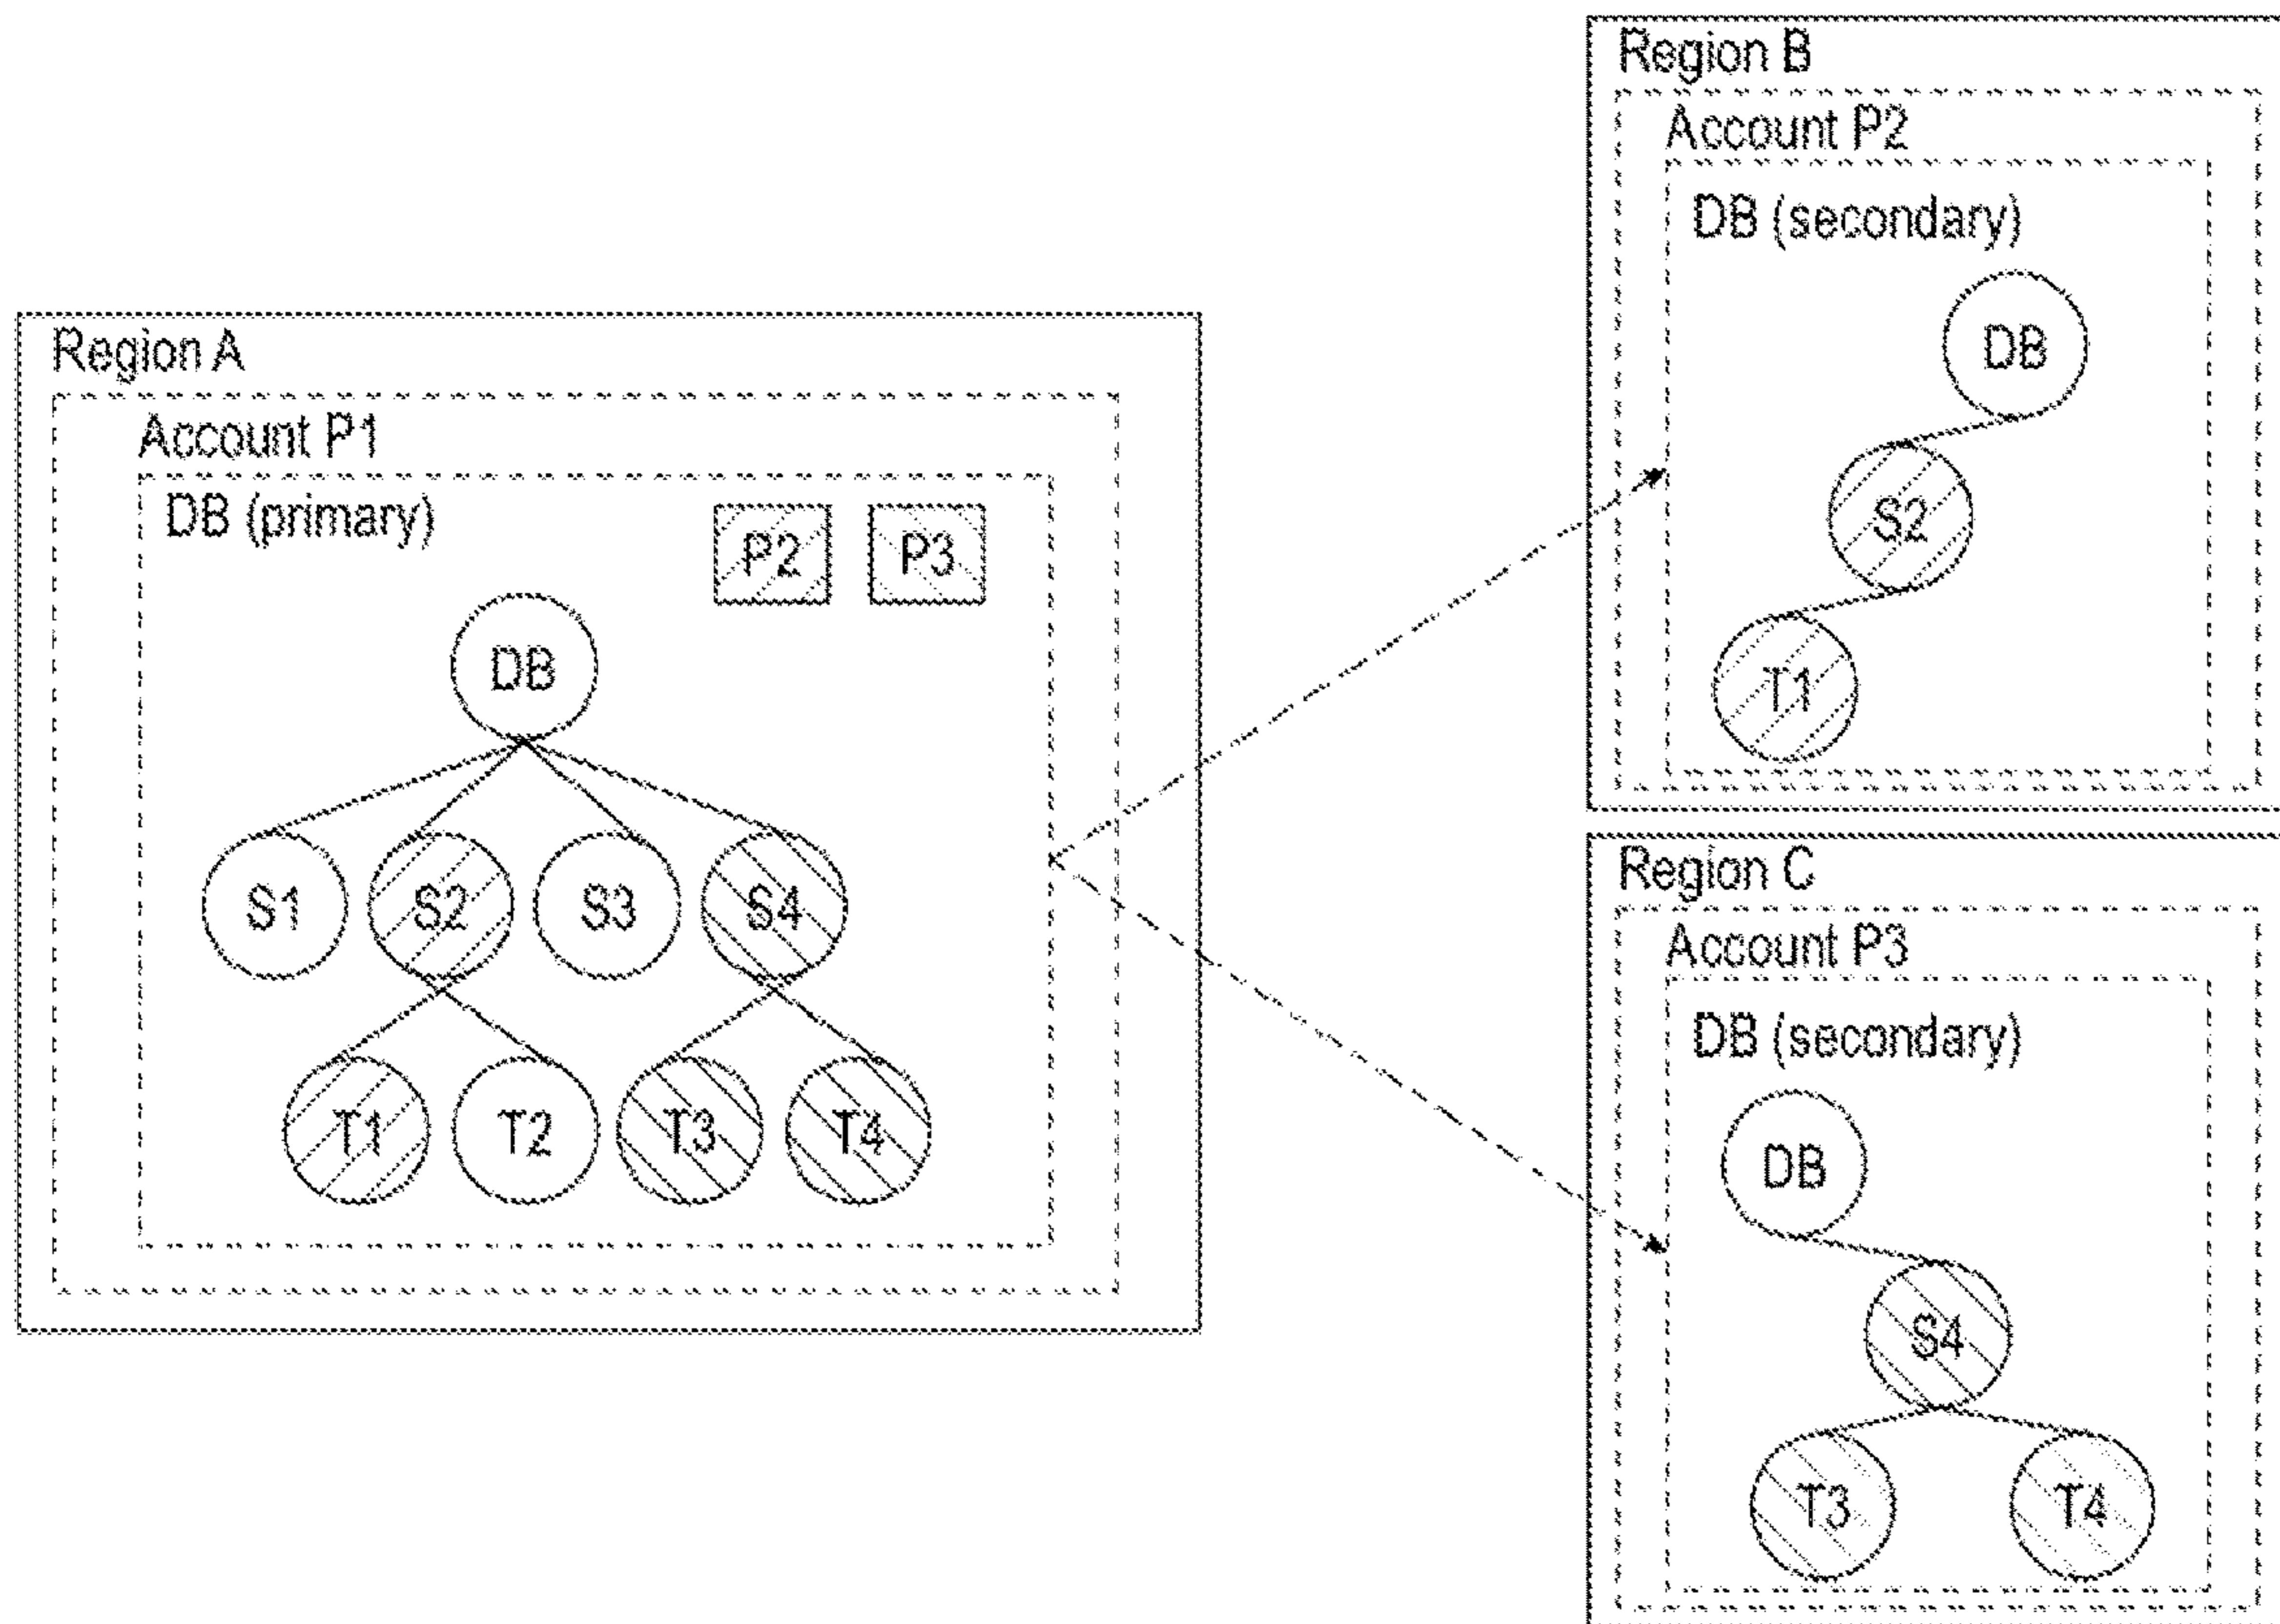 Region A
Account P1
DB (primary)
P2 P3
DB
S1 S2 S3 S4
T1 T2 T3 T4
Region B
Account P2
DB (secondary)
DB
S2
T1
Region C
Account P3
DB (secondary)
DB
S4
T3 T4